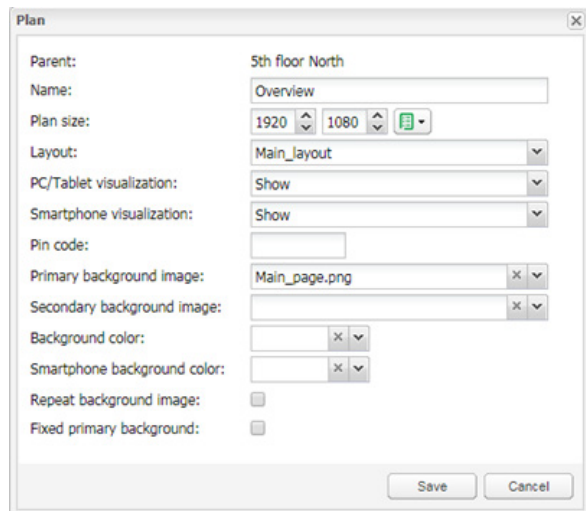 Plan
Parent: 5th floor North
Name: Overview
Plan size: 1920 1080
Layout: Main_layout
PC/Tablet visualization: Show
Smartphone visualization: Show
Pin code:
Primary background image: Main_page.png
Secondary background image:
Background color:
Smartphone background color:
Repeat background image:
Fixed primary background:
Save Cancel